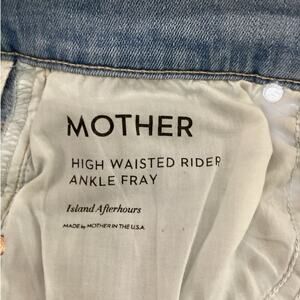 MOTHER
HIGH WAISTED RIDER
ANKLE FRAY
Island Afterhours
MADE by MOTHER IN THE U.S.A.